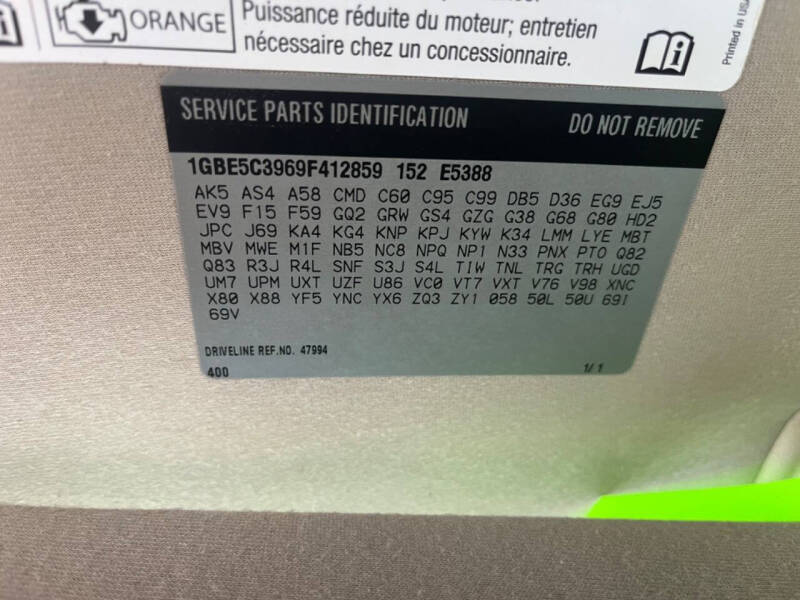 ORANGE
Puissance réduite du moteur; entretien
nécessaire chez un concessionnaire.
Printed in USA
SERVICE PARTS IDENTIFICATION
DO NOT REMOVE
1GBE5C3969F412859 152 E5388
AK5 AS4 A58 CMD C60 C95 C99 DB5 D36 EG9 EJ5
EV9 F15 F59 GQ2 GRW GS4 GZG G38 G68 G80 HD2
JPC J69 KA4 KG4 KNP KPJ KYW K34 LMM LYE MBT
MBV MWE M1F NB5 NC8 NPQ NP1 N33 PNX PTO Q82
Q83 R3J R4L SNF S3J S4L TIW TNL TRG TRH UGD
UM7 UPM UXT UZF U86 VC0 VT7 VXT V76 V98 XNC
X80 X88 YF5 YNC YX6 ZQ3 ZY1 058 50L 50U 69I
69V
DRIVELINE REF.NO. 47994
400
1/1